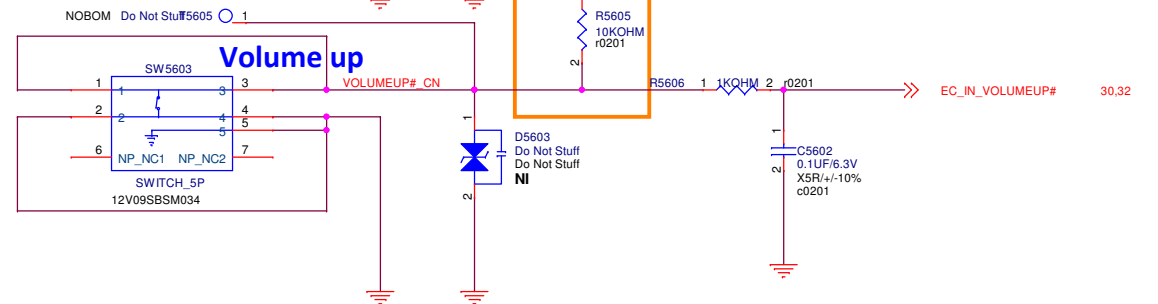 NOBOM Do Not Stuff T5605 1
R5605
10KOHM
r0201
2
Volume up
SW5603
1 1 3 3
VOLUMEUP#_CN
R5606 1 1KOHM 2 r0201
EC_IN_VOLUMEUP# 30,32
2 2 4 4
5 5
6 NP_NC1 NP_NC2 7
SWITCH_5P
12V09SBSM034
1
D5603
Do Not Stuff
Do Not Stuff
NI
2
1
C5602
0.1UF/6.3V
X5R/+/-10%
c0201
2